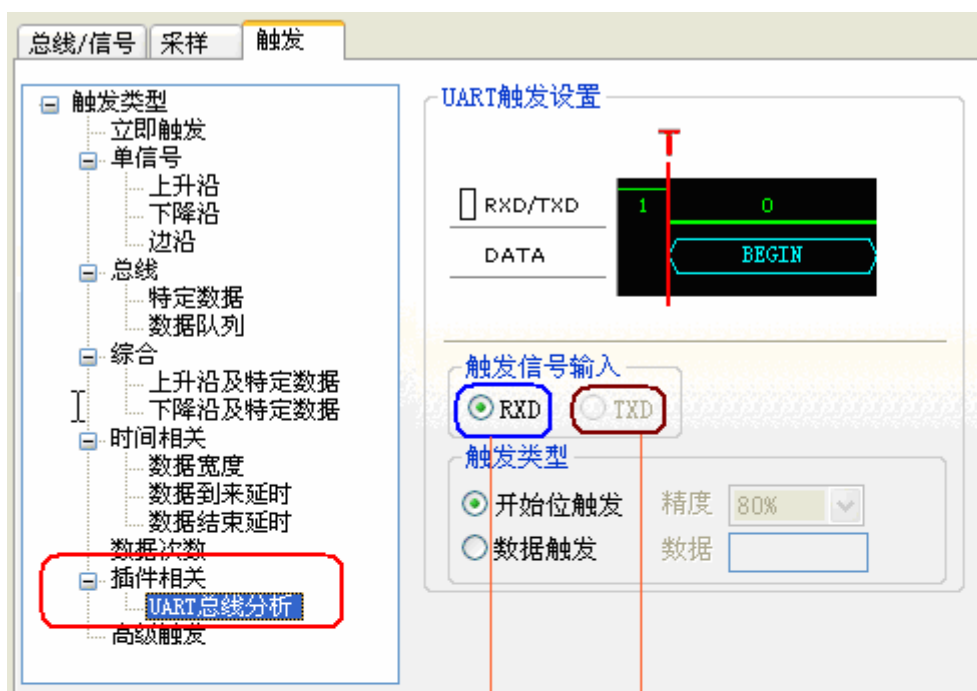 总线/信号 采样 触发
触发类型
立即触发
单信号
上升沿
下降沿
边沿
总线
特定数据
数据队列
综合
上升沿及特定数据
下降沿及特定数据
时间相关
数据宽度
数据到来延时
数据结束延时
数据次数
插件相关
UART总线分析
高级触发
UART触发设置
T
RXD/TXD 1 0
DATA BEGIN
触发信号输入
RXD TXD
触发类型
开始位触发 精度 80%
数据触发 数据